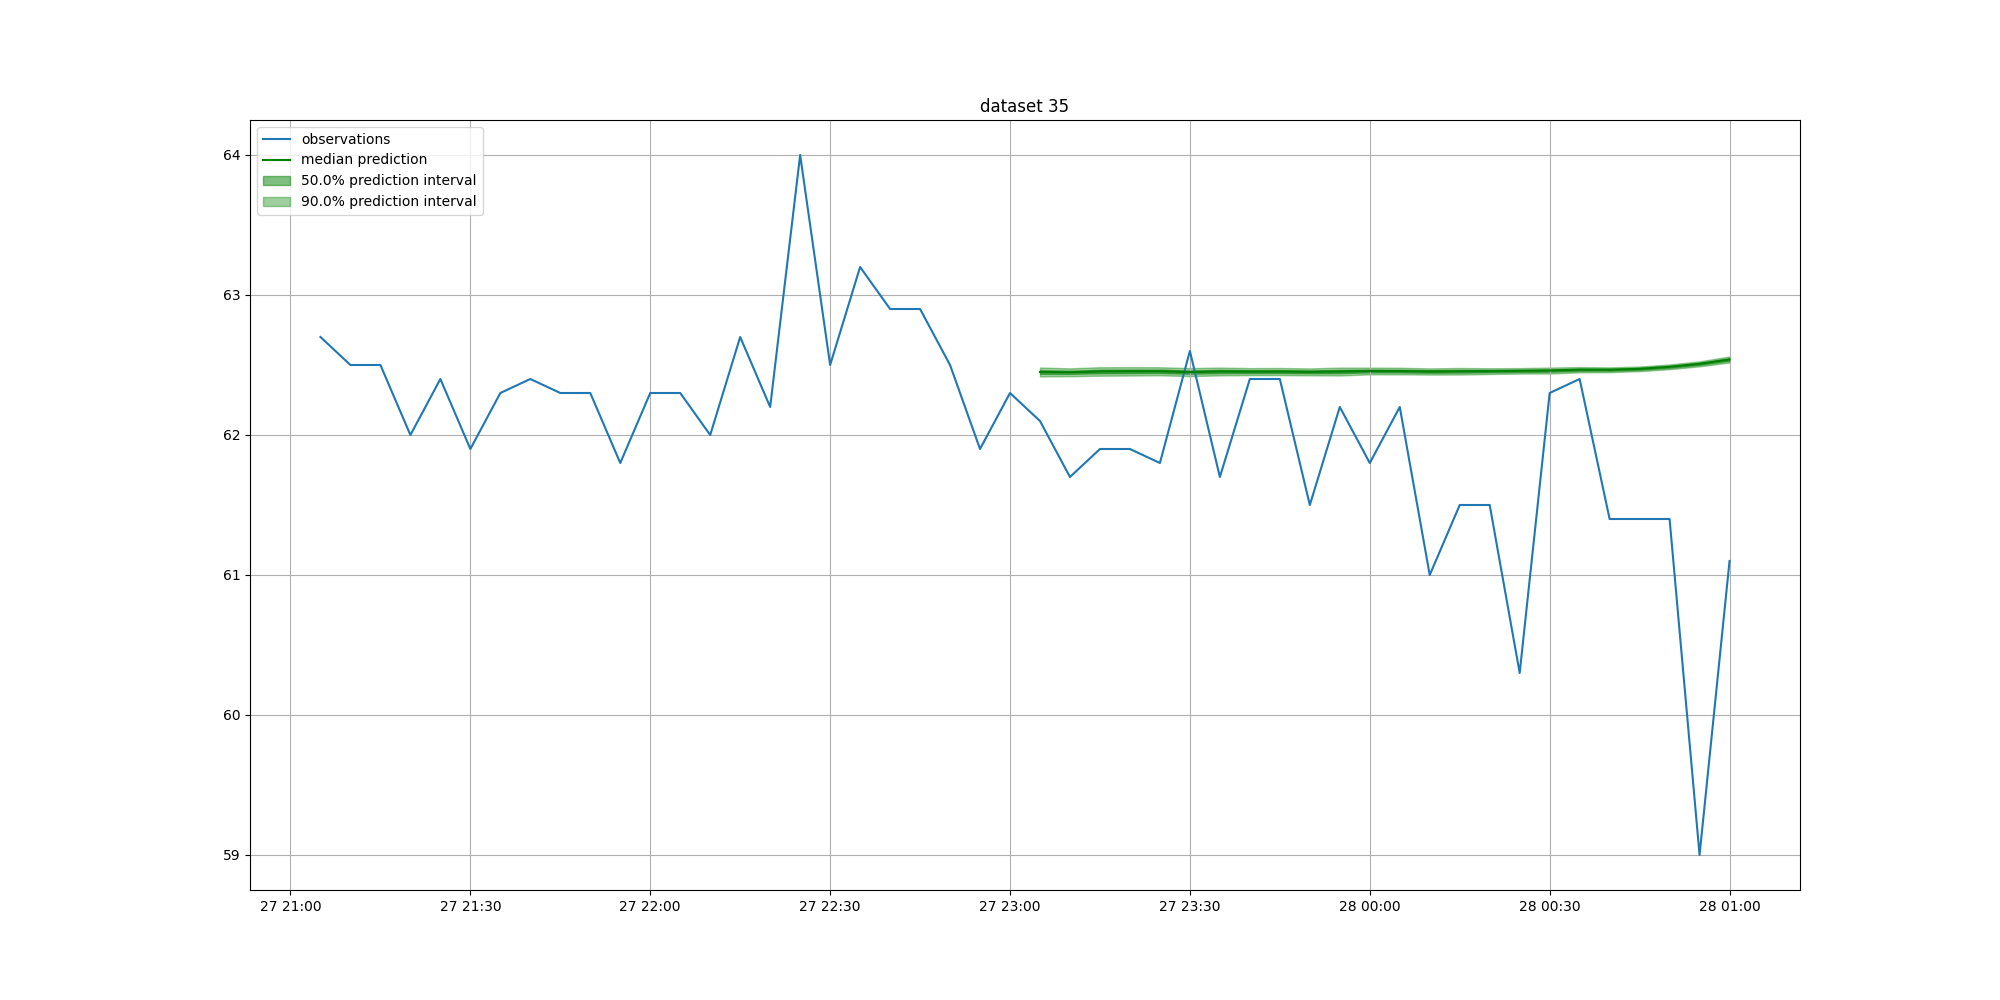 dataset 35
observations
median prediction
50.0% prediction interval
90.0% prediction interval
64
63
62
61
60
59
27 21:00 27 21:30 27 22:00 27 22:30 27 23:00 27 23:30 28 00:00 28 00:30 28 01:00